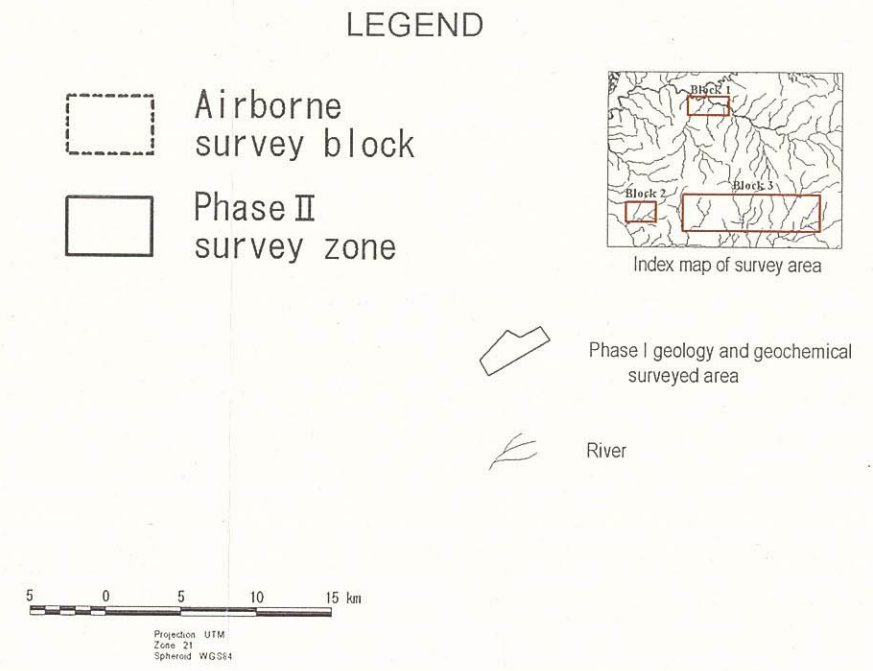 LEGEND
Airborne
survey block
Phase Ⅱ
survey zone
Block 1
Block 2
Block 3
Index map of survey area
Phase I geology and geochemical
surveyed area
River
5 0 5 10 15 km
Projection UTM
Zone 21
Spheroid WGS84